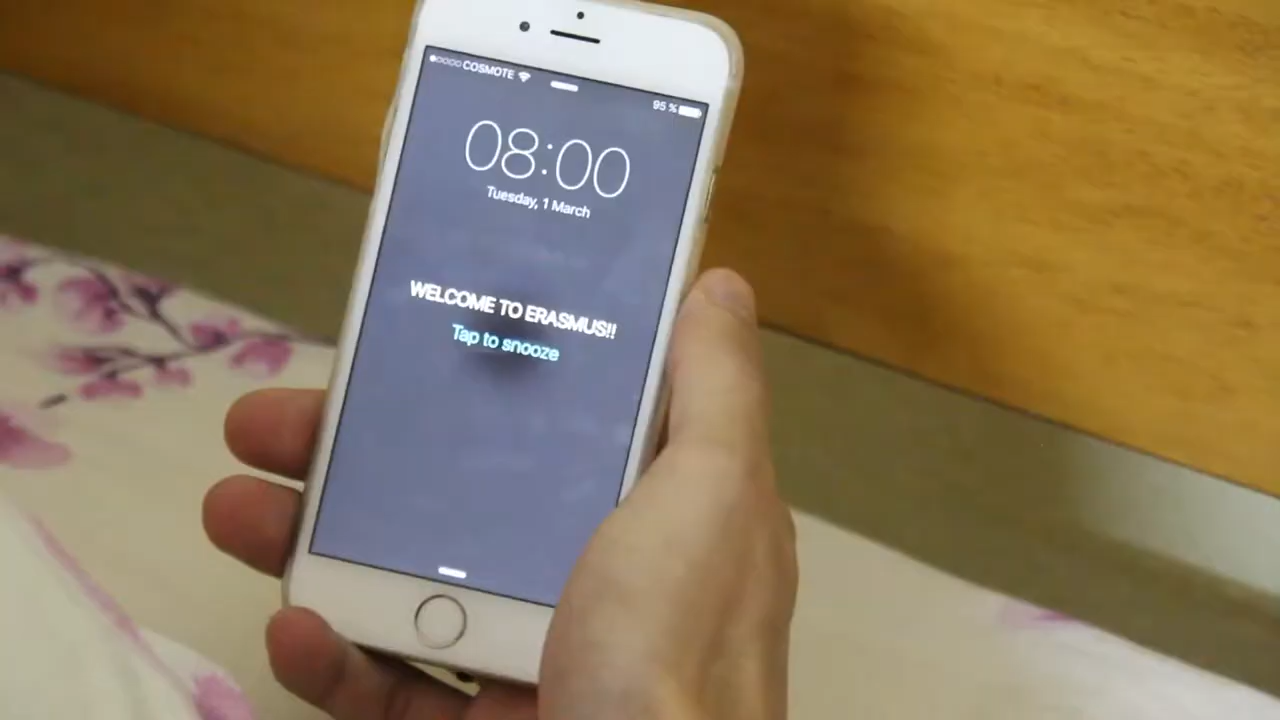 COSMOTE
95 %
08:00
Tuesday, 1 March
WELCOME TO ERASMUS!!
Tap to snooze